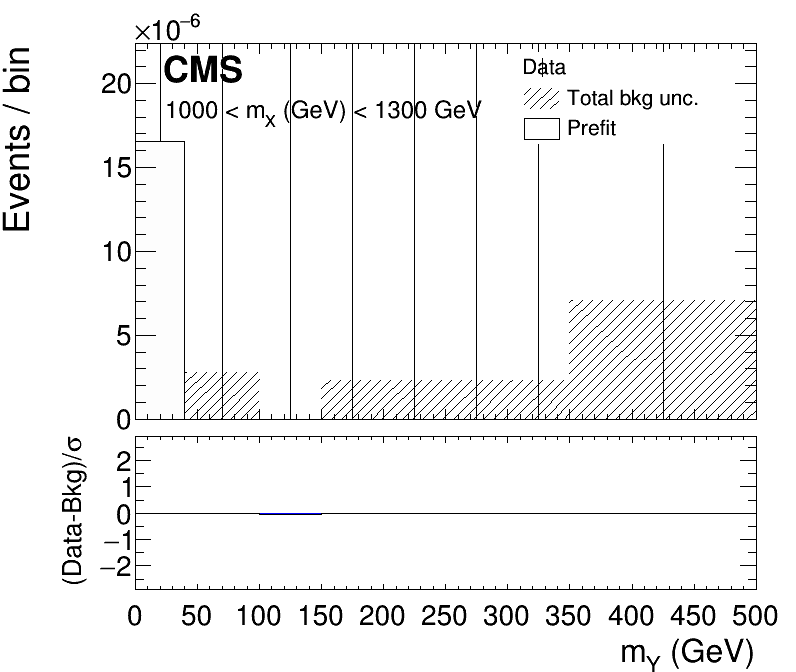 ×10⁻⁶
Events / bin
CMS
1000 < mX (GeV) < 1300 GeV
Data
Total bkg unc.
Prefit
20
15
10
5
0
(Data-Bkg)/σ
2
1
0
−1
−2
0 50 100 150 200 250 300 350 400 450 500
mY (GeV)